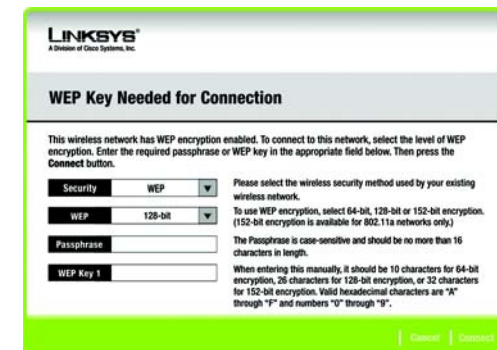 LINKSYS®
A Division of Cisco Systems, Inc.
WEP Key Needed for Connection
This wireless network has WEP encryption enabled. To connect to this network, select the level of WEP
encryption. Enter the required passphrase or WEP key in the appropriate field below. Then press the
Connect button.
Security WEP
Please select the wireless security method used by your existing
wireless network.
WEP 128-bit
To use WEP encryption, select 64-bit, 128-bit or 152-bit encryption.
(152-bit encryption is available for 802.11a networks only.)
Passphrase
The Passphrase is case-sensitive and should be no more than 16
characters in length.
WEP Key 1
When entering this manually, it should be 10 characters for 64-bit
encryption, 26 characters for 128-bit encryption, or 32 characters
for 152-bit encryption. Valid hexadecimal characters are "A"
through "F" and numbers "0" through "9".
Cancel Connect